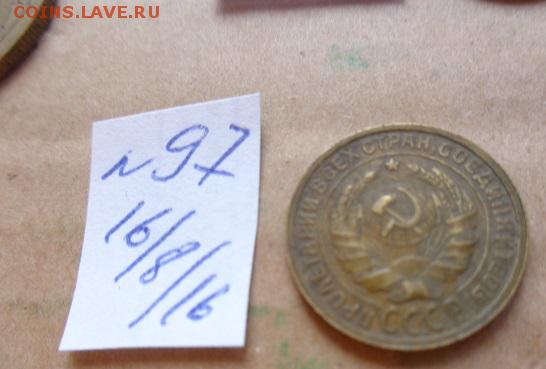 COINS.LAVE.RU
№97
16/8/16
ПРОЛЕТАРИИ ВСЕХ СТРАН, СОЕДИНЯЙТЕСЬ
СССР